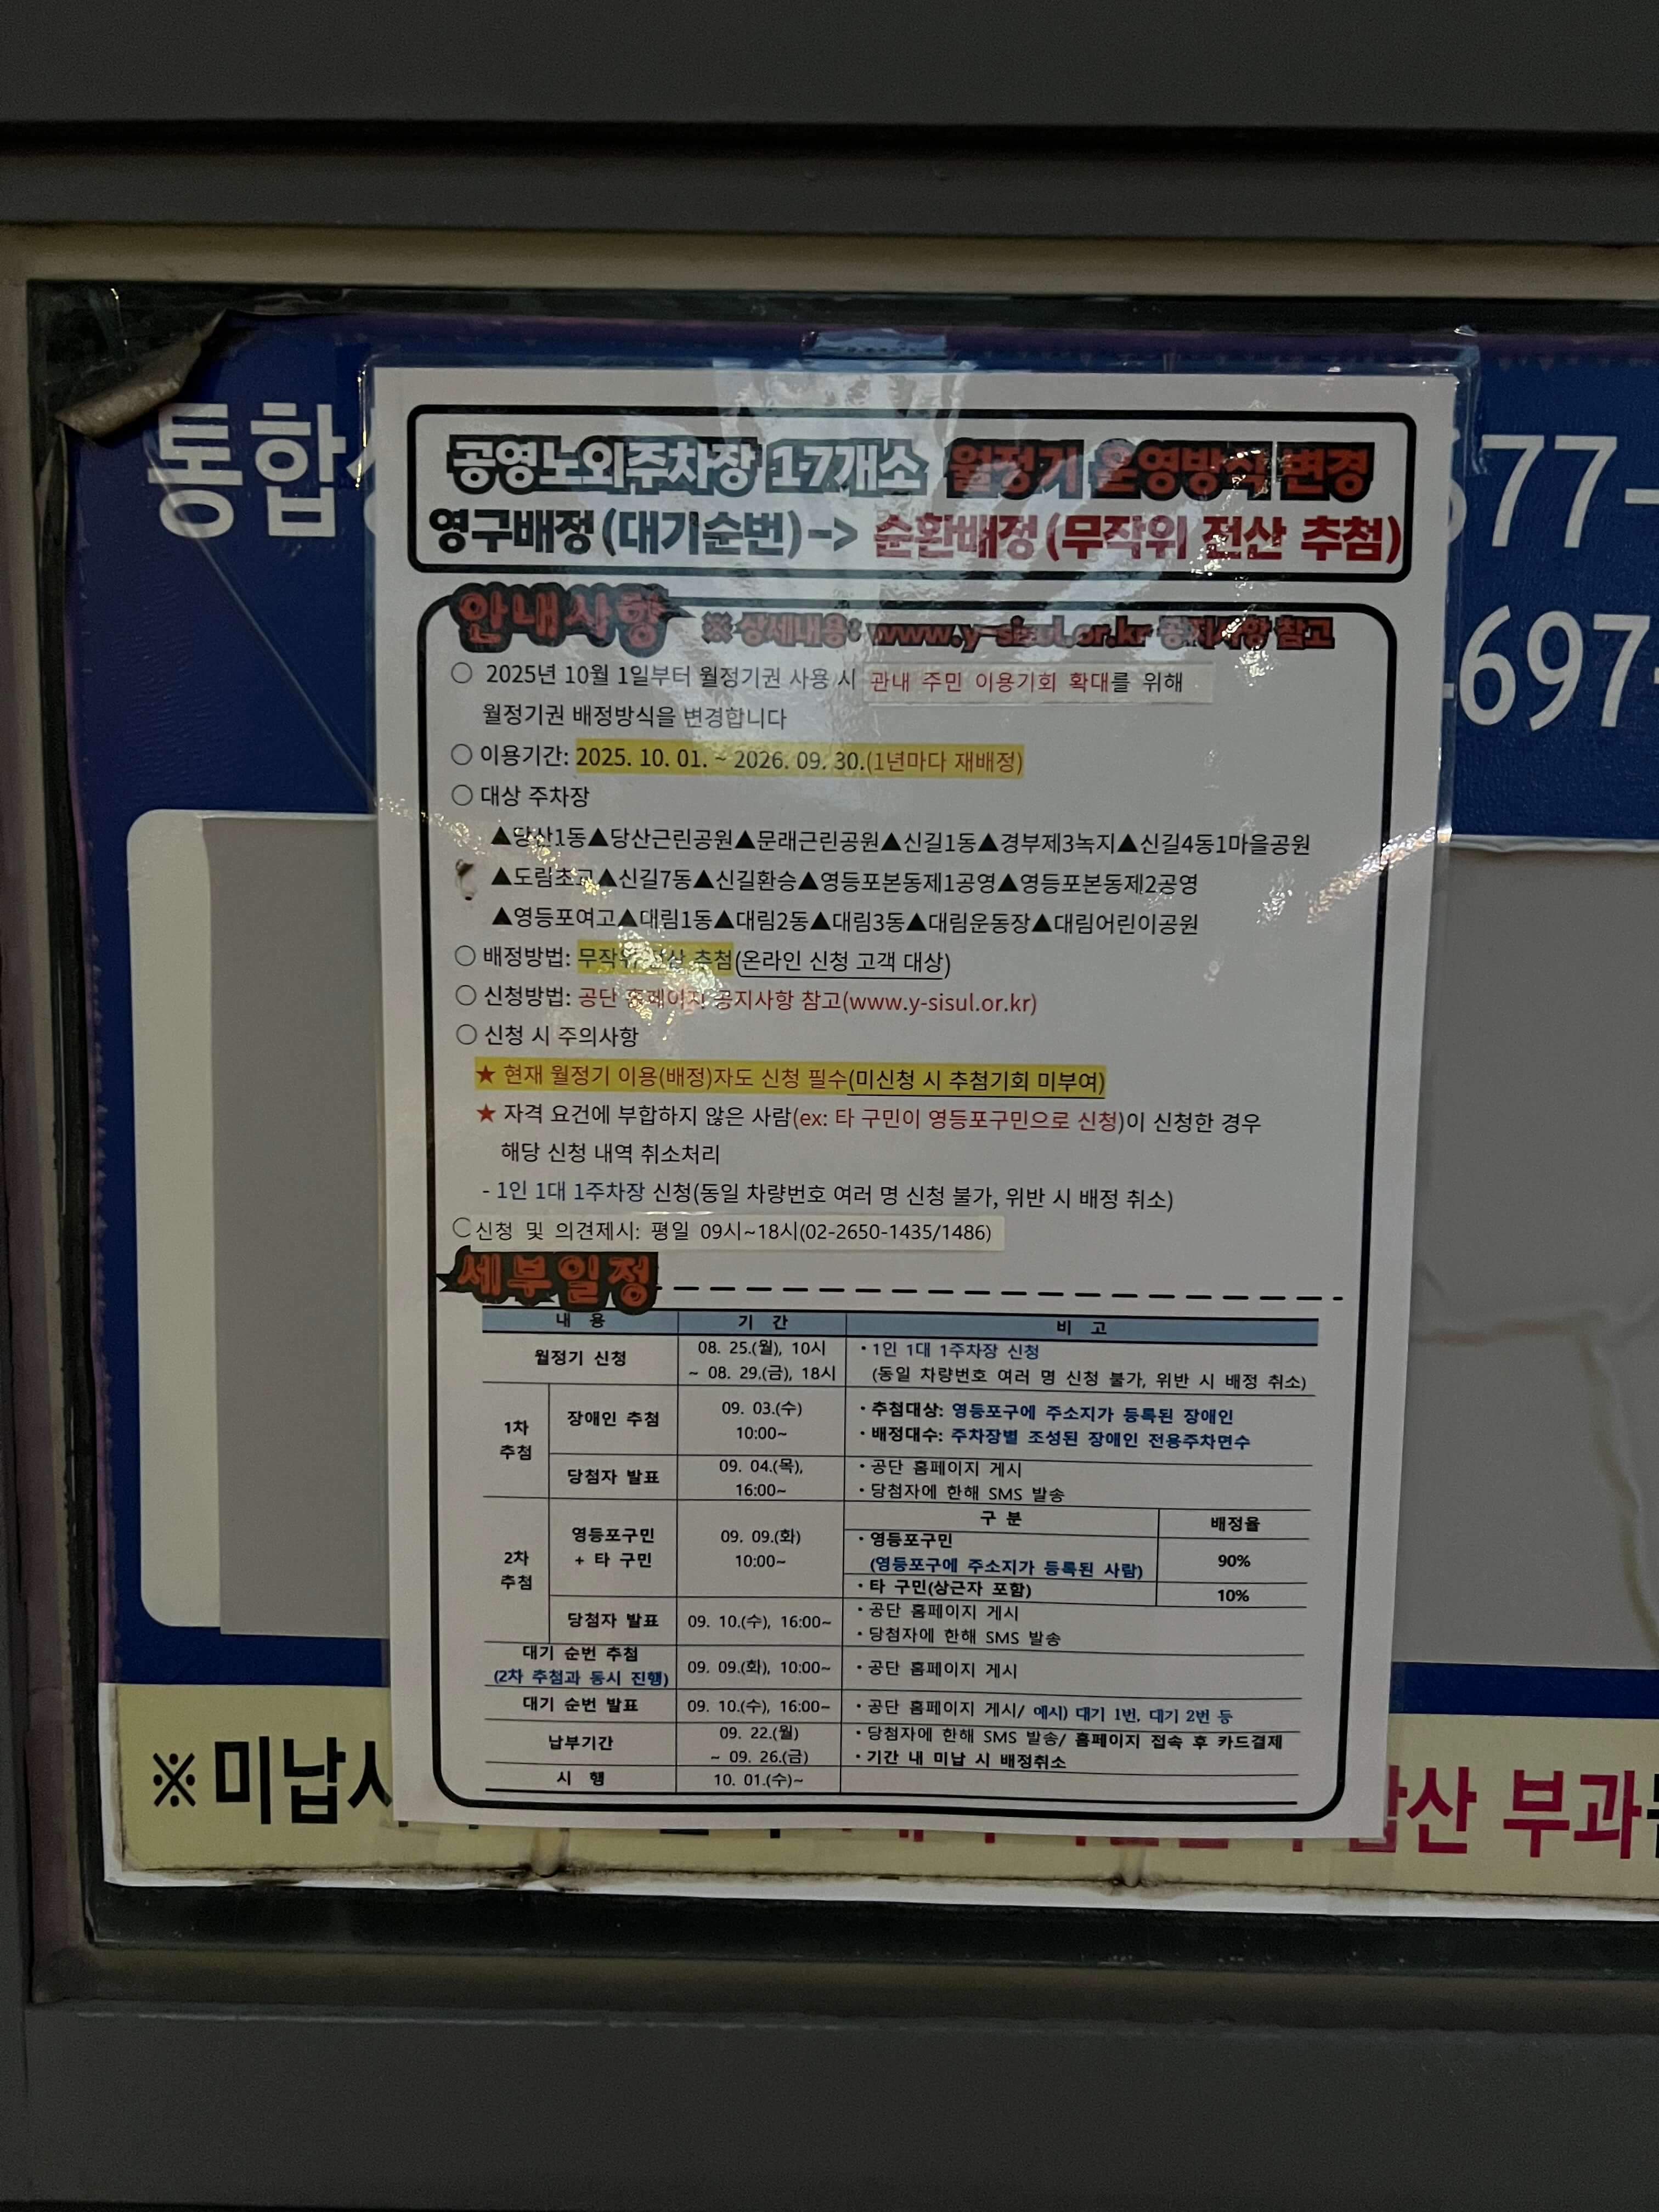 통합
577-
-697-
공영노외주차장 17개소 월정기 운영방식 변경
영구배정(대기순번)-> 순환배정(무작위 전산 추첨)
안내사항 ※ 상세내용: www.y-sisul.or.kr 공지사항 참고
○ 2025년 10월 1일부터 월정기권 사용 시 관내 주민 이용기회 확대를 위해
월정기권 배정방식을 변경합니다
○ 이용기간: 2025. 10. 01. ~ 2026. 09. 30.(1년마다 재배정)
○ 대상 주차장
▲당산1동▲당산근린공원▲문래근린공원▲신길1동▲경부제3녹지▲신길4동1마을공원
▲도림초교▲신길7동▲신길환승▲영등포본동제1공영▲영등포본동제2공영
▲영등포여고▲대림1동▲대림2동▲대림3동▲대림운동장▲대림어린이공원
○ 배정방법: 무작위 전산 추첨(온라인 신청 고객 대상)
○ 신청방법: 공단 홈페이지 공지사항 참고(www.y-sisul.or.kr)
○ 신청 시 주의사항
★ 현재 월정기 이용(배정)자도 신청 필수(미신청 시 추첨기회 미부여)
★ 자격 요건에 부합하지 않은 사람(ex: 타 구민이 영등포구민으로 신청)이 신청한 경우
해당 신청 내역 취소처리
- 1인 1대 1주차장 신청(동일 차량번호 여러 명 신청 불가, 위반 시 배정 취소)
○ 신청 및 의견제시: 평일 09시~18시(02-2650-1435/1486)
세부일정
내 용 기 간 비 고
월정기 신청 08. 25.(월), 10시 ~ 08. 29.(금), 18시
• 1인 1대 1주차장 신청
(동일 차량번호 여러 명 신청 불가, 위반 시 배정 취소)
1차 추첨
장애인 추첨 09. 03.(수) 10:00~
• 추첨대상: 영등포구에 주소지가 등록된 장애인
• 배정대수: 주차장별 조성된 장애인 전용주차면수
당첨자 발표 09. 04.(목), 16:00~
• 공단 홈페이지 게시
• 당첨자에 한해 SMS 발송
2차 추첨
영등포구민 + 타 구민 09. 09.(화) 10:00~
구 분 배정율
• 영등포구민
(영등포구에 주소지가 등록된 사람) 90%
• 타 구민(상근자 포함) 10%
당첨자 발표 09. 10.(수), 16:00~
• 공단 홈페이지 게시
• 당첨자에 한해 SMS 발송
대기 순번 추첨
(2차 추첨과 동시 진행) 09. 09.(화), 10:00~ • 공단 홈페이지 게시
대기 순번 발표 09. 10.(수), 16:00~ • 공단 홈페이지 게시/ 예시) 대기 1번, 대기 2번 등
납부기간 09. 22.(월) ~ 09. 26.(금)
• 당첨자에 한해 SMS 발송/ 홈페이지 접속 후 카드결제
• 기간 내 미납 시 배정취소
시 행 10. 01.(수)~
※미납시
부과